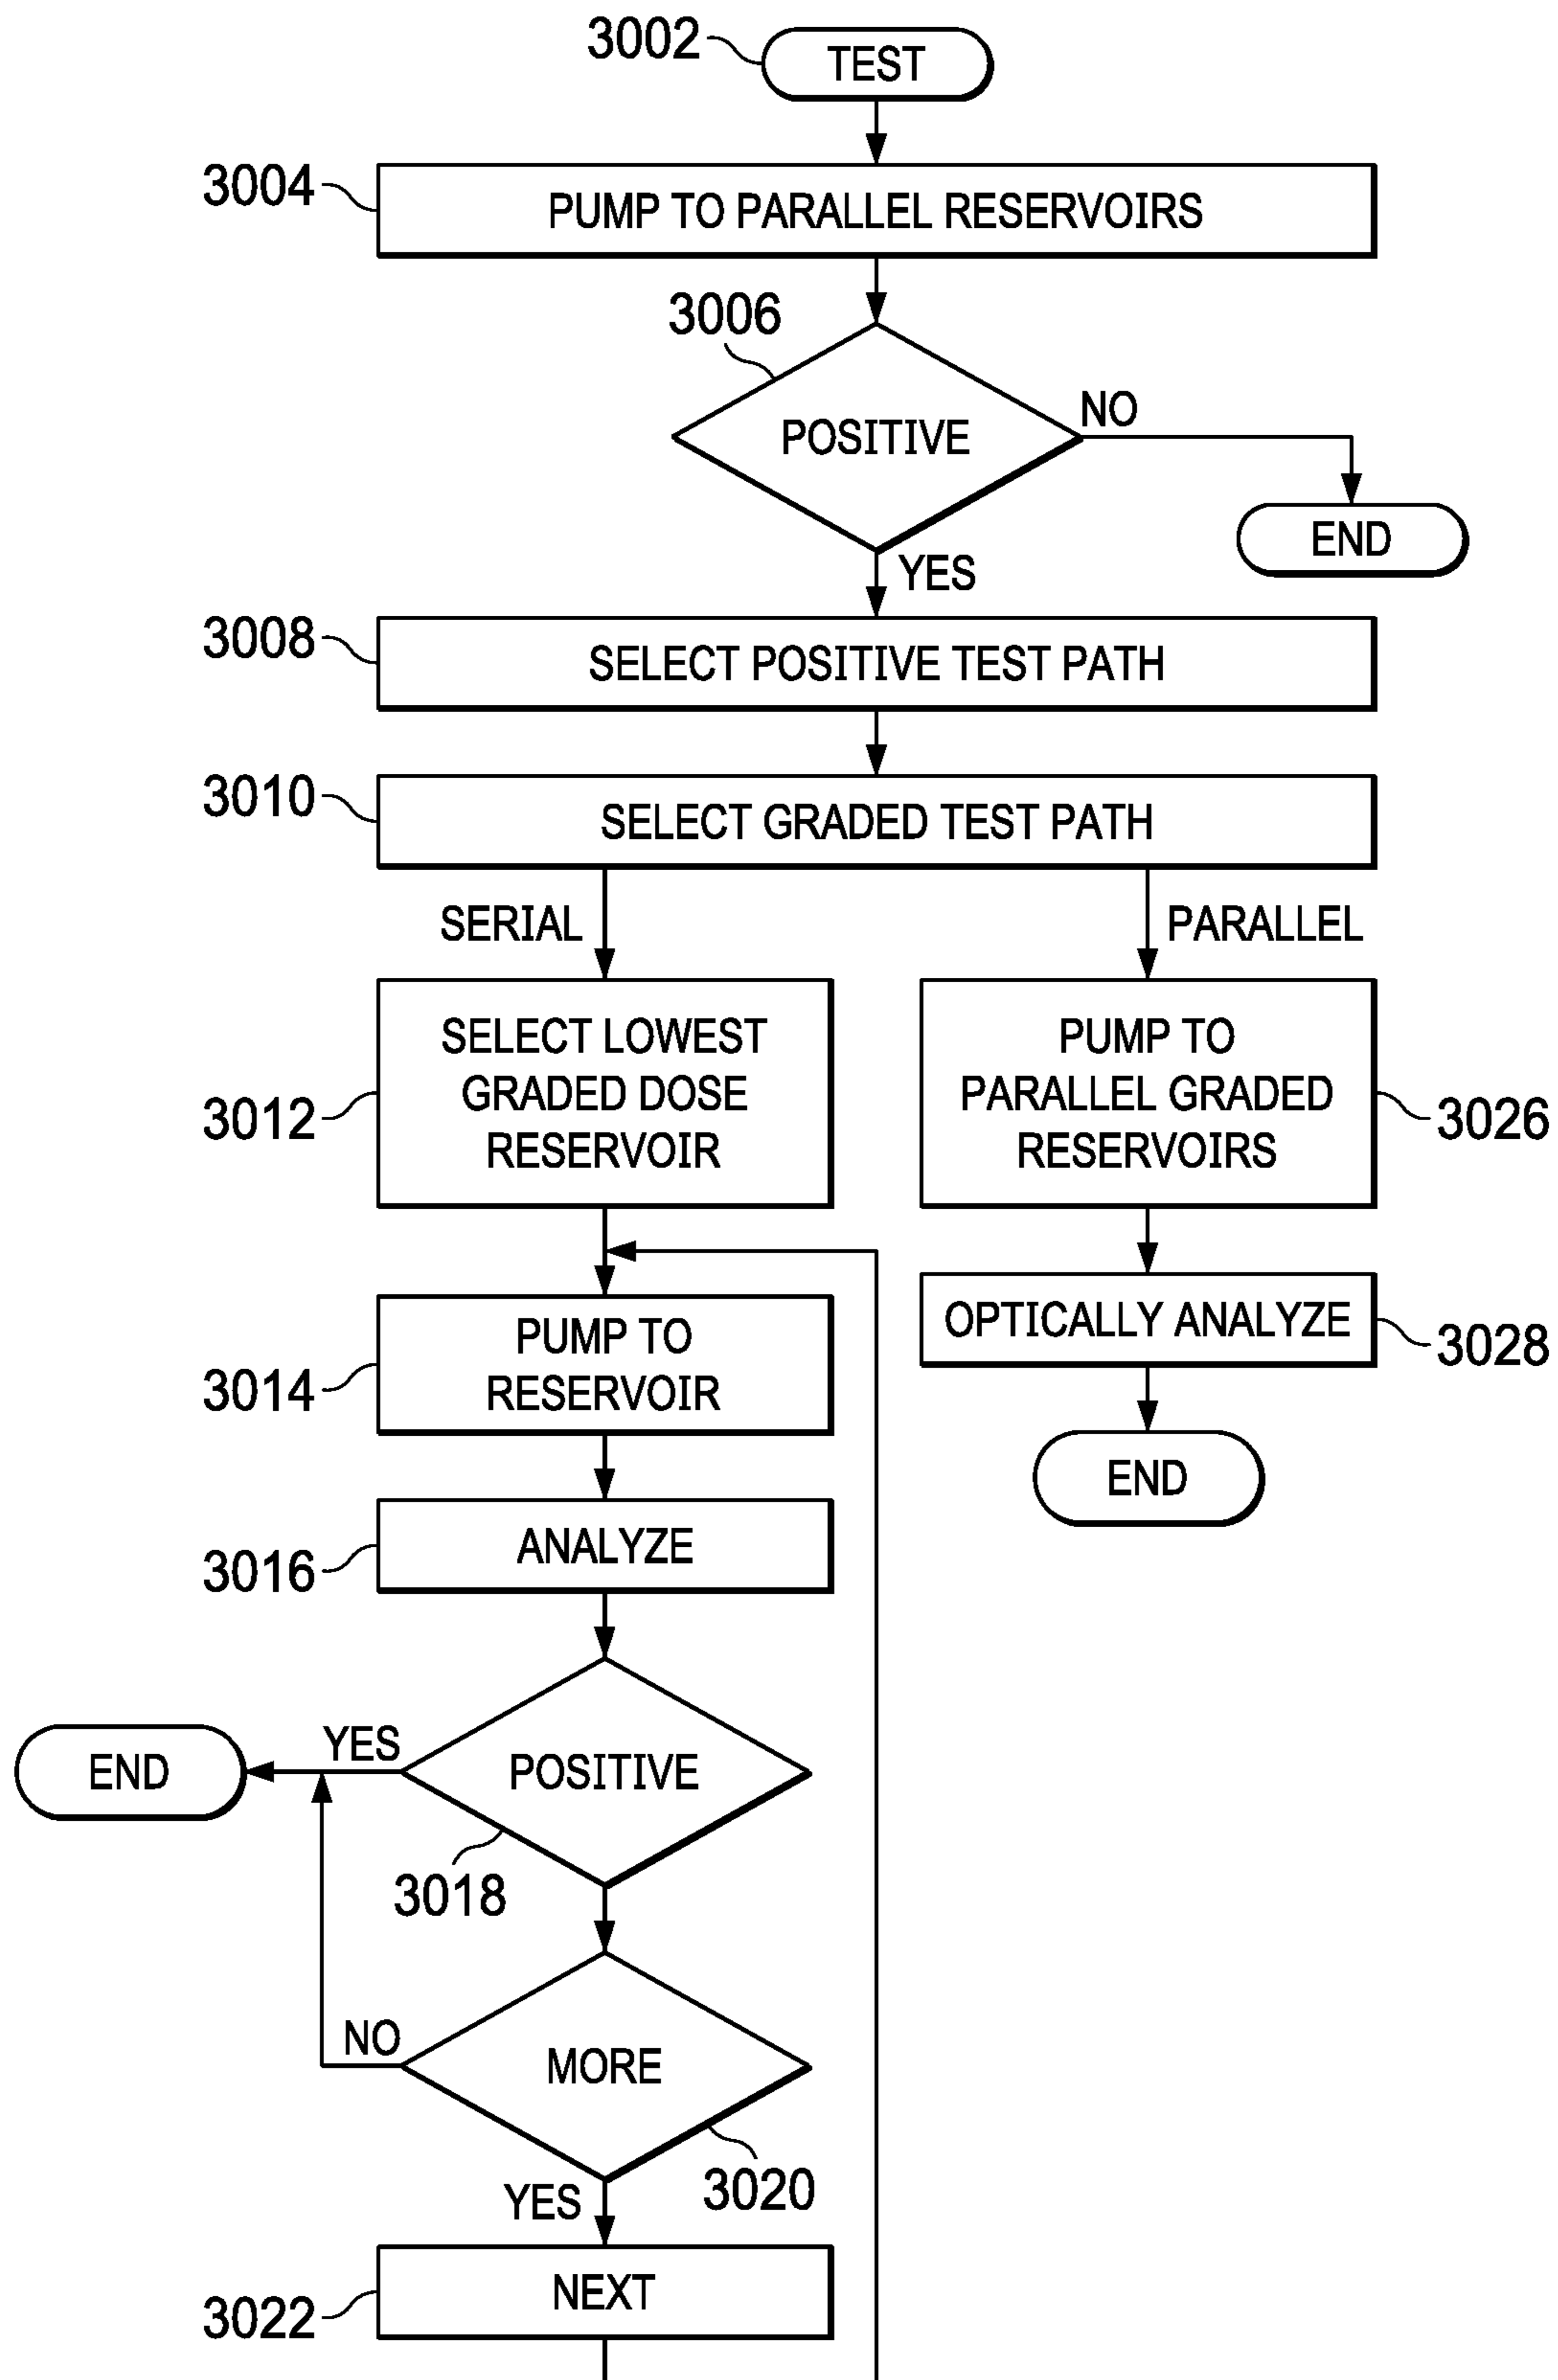 3002
TEST
3004
PUMP TO PARALLEL RESERVOIRS
3006
POSITIVE
NO
END
YES
3008
SELECT POSITIVE TEST PATH
3010
SELECT GRADED TEST PATH
SERIAL
PARALLEL
3012
SELECT LOWEST
GRADED DOSE
RESERVOIR
PUMP TO
PARALLEL GRADED
RESERVOIRS
3026
3014
PUMP TO
RESERVOIR
OPTICALLY ANALYZE
3028
END
3016
ANALYZE
END
YES
POSITIVE
3018
NO
MORE
3020
YES
3022
NEXT